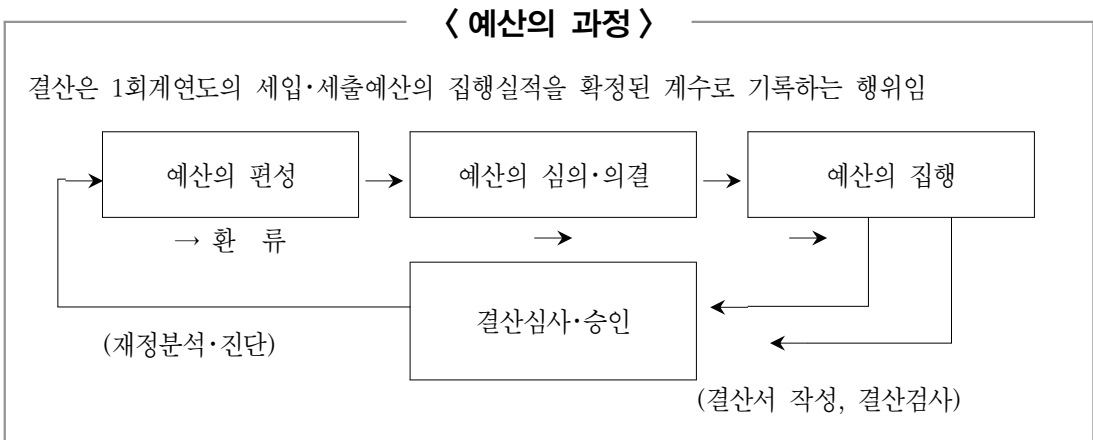 〈 예산의 과정 〉
결산은 1회계연도의 세입·세출예산의 집행실적을 확정된 계수로 기록하는 행위임
예산의 편성 → 예산의 심의·의결 → 예산의 집행
→ 환 류 → →
결산심사·승인
(재정분석·진단)
(결산서 작성, 결산검사)